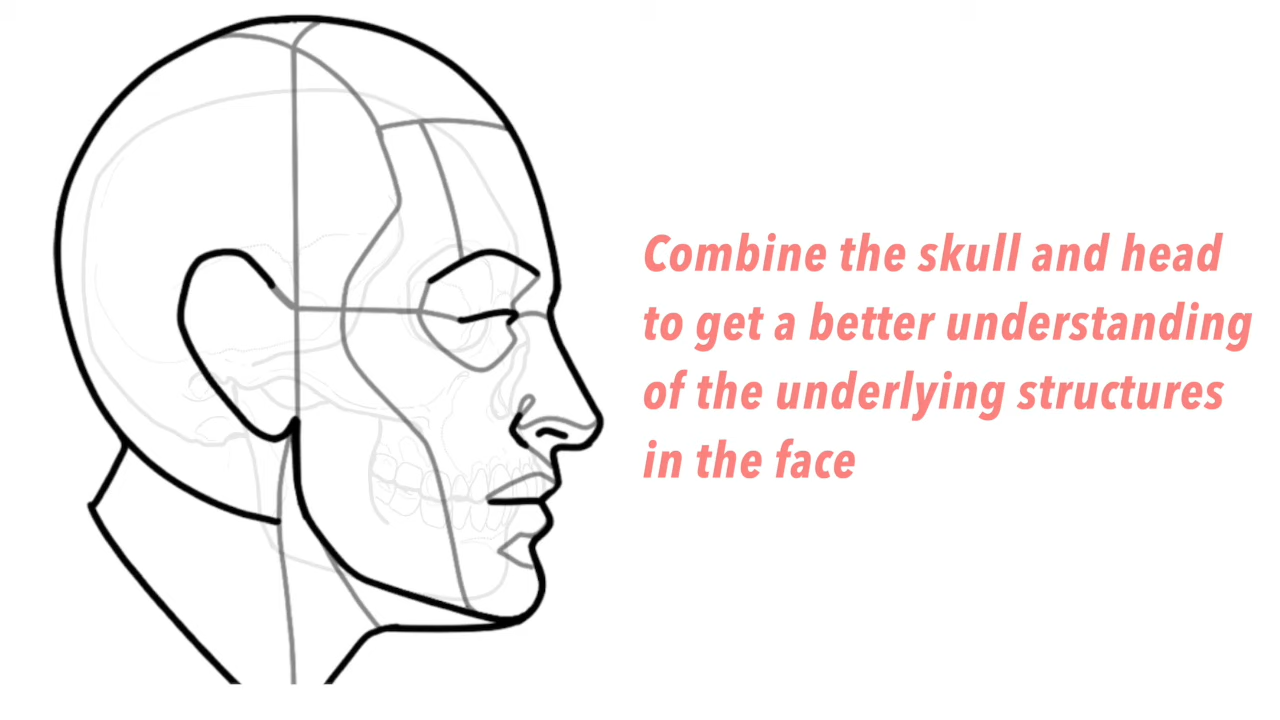 Combine the skull and head
to get a better understanding
of the underlying structures
in the face